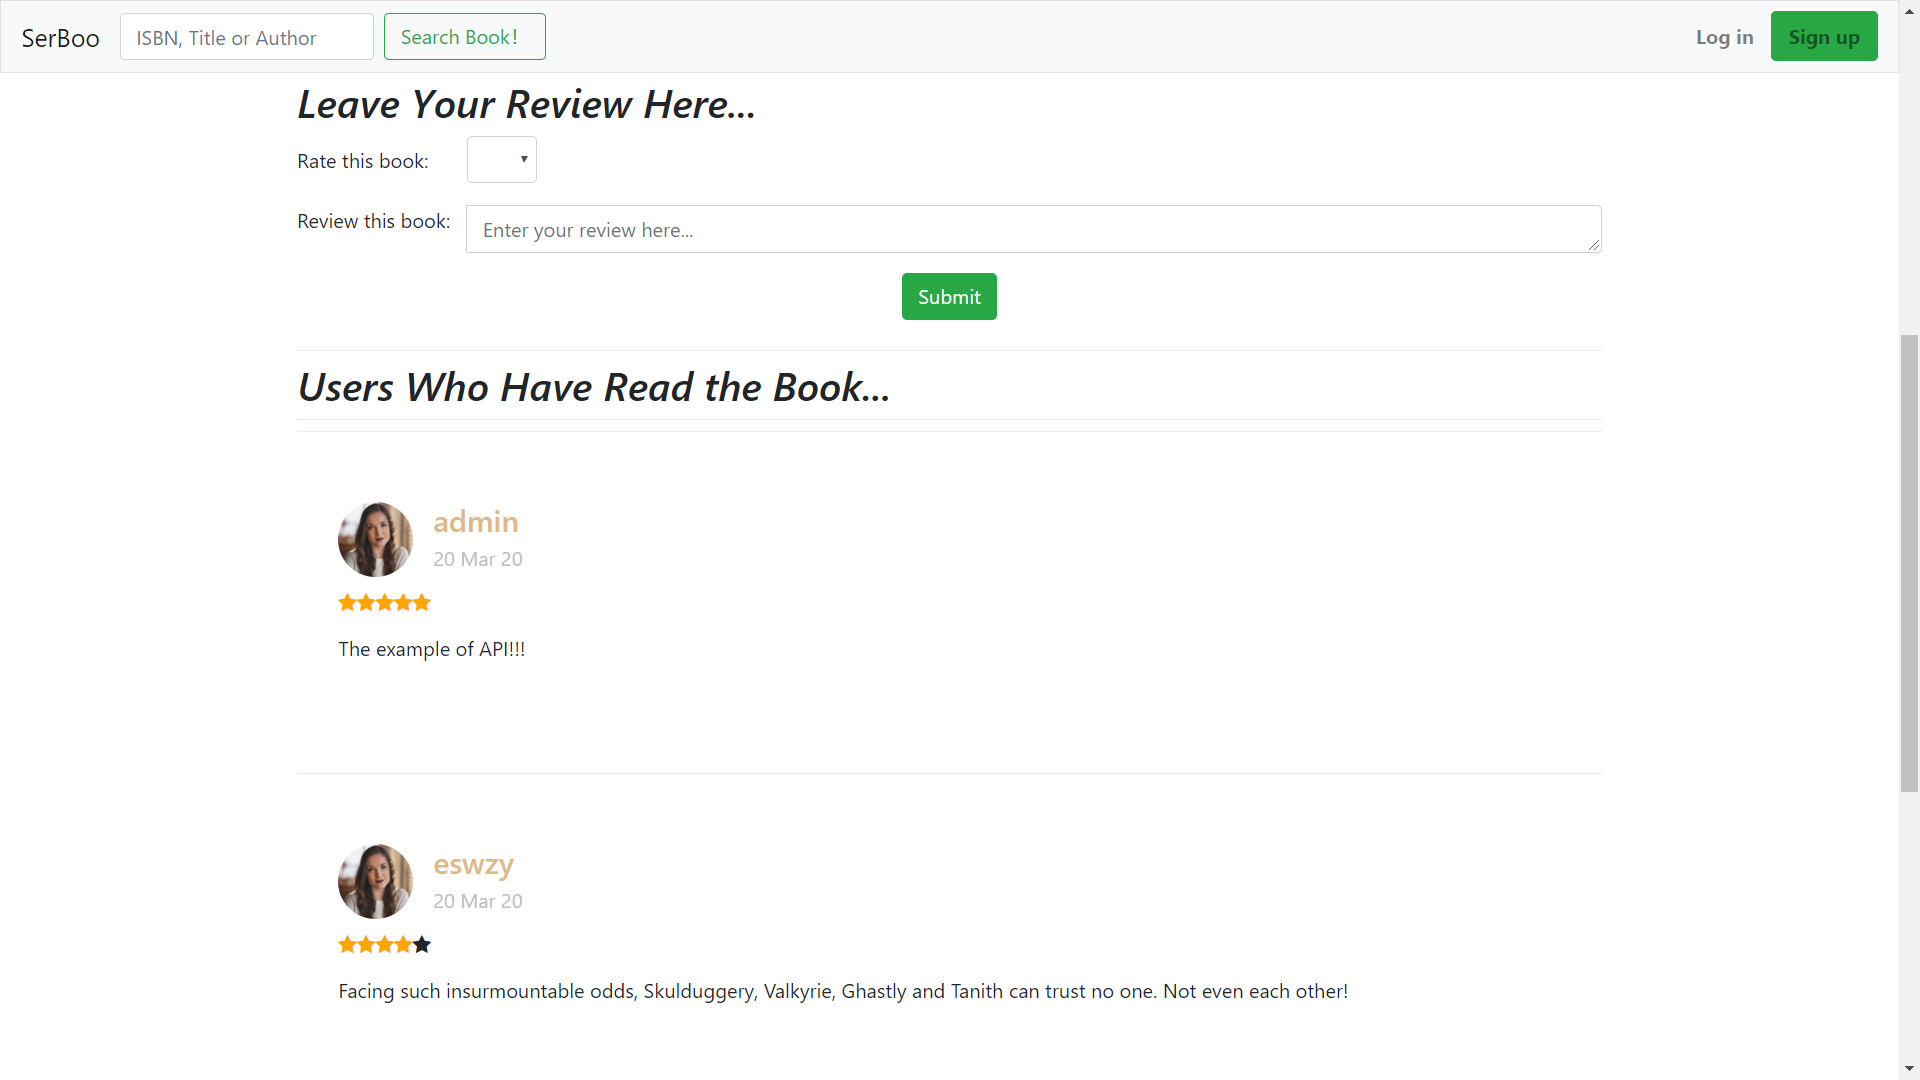 SerBoo ISBN, Title or Author Search Book! Log in Sign up
Leave Your Review Here...
Rate this book:
Review this book: Enter your review here...
Submit
Users Who Have Read the Book...
admin
20 Mar 20
The example of API!!!
eswzy
20 Mar 20
Facing such insurmountable odds, Skulduggery, Valkyrie, Ghastly and Tanith can trust no one. Not even each other!